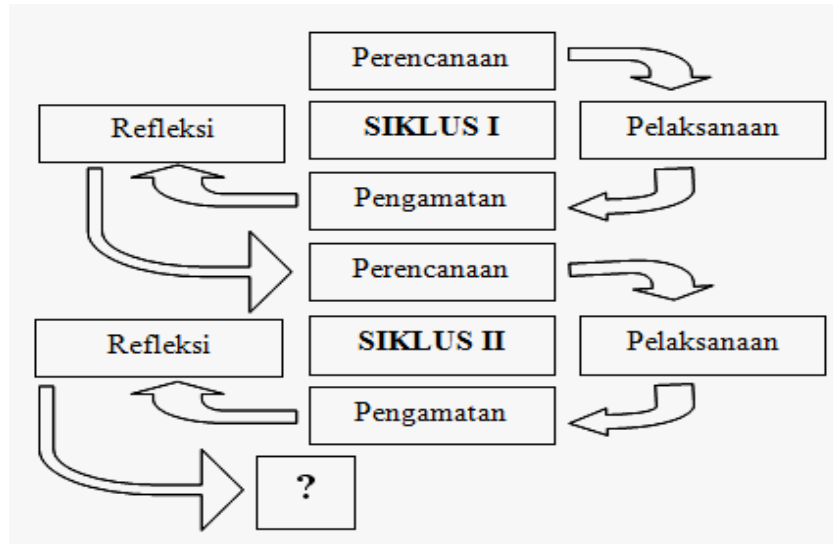 Perencanaan
Refleksi
SIKLUS I
Pelaksanaan
Pengamatan
Perencanaan
Refleksi
SIKLUS II
Pelaksanaan
Pengamatan
?